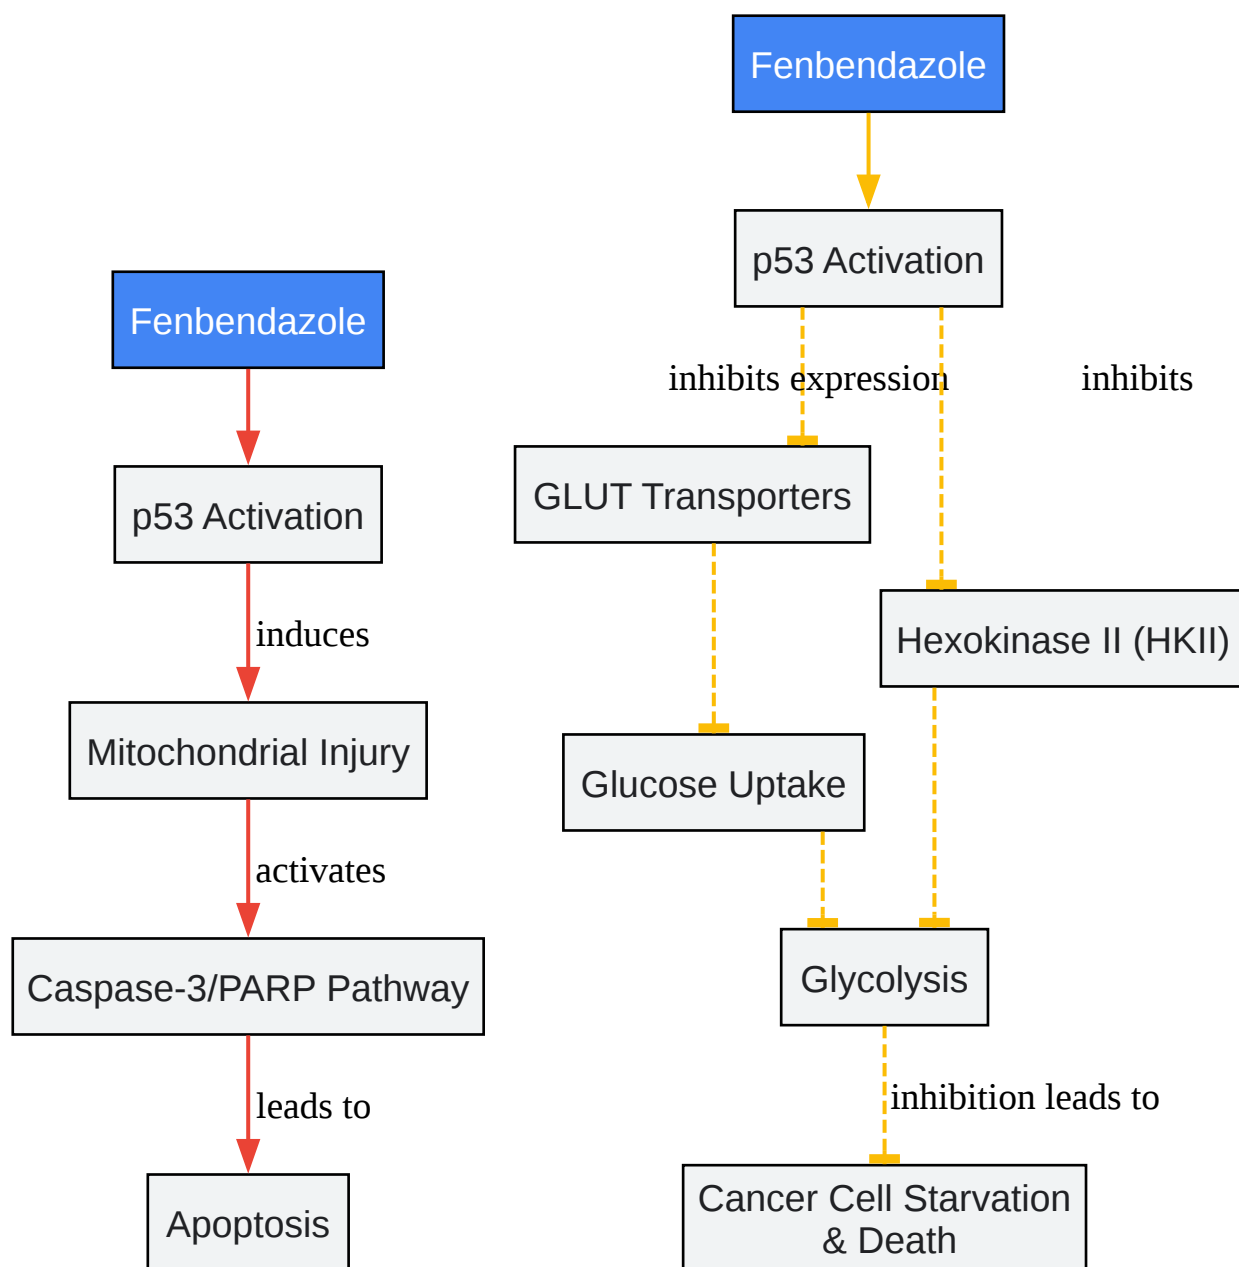 Fenbendazole
p53 Activation
induces
Mitochondrial Injury
activates
Caspase-3/PARP Pathway
leads to
Apoptosis
Fenbendazole
p53 Activation
inhibits expression
inhibits
GLUT Transporters
Hexokinase II (HKII)
Glucose Uptake
Glycolysis
inhibition leads to
Cancer Cell Starvation
& Death